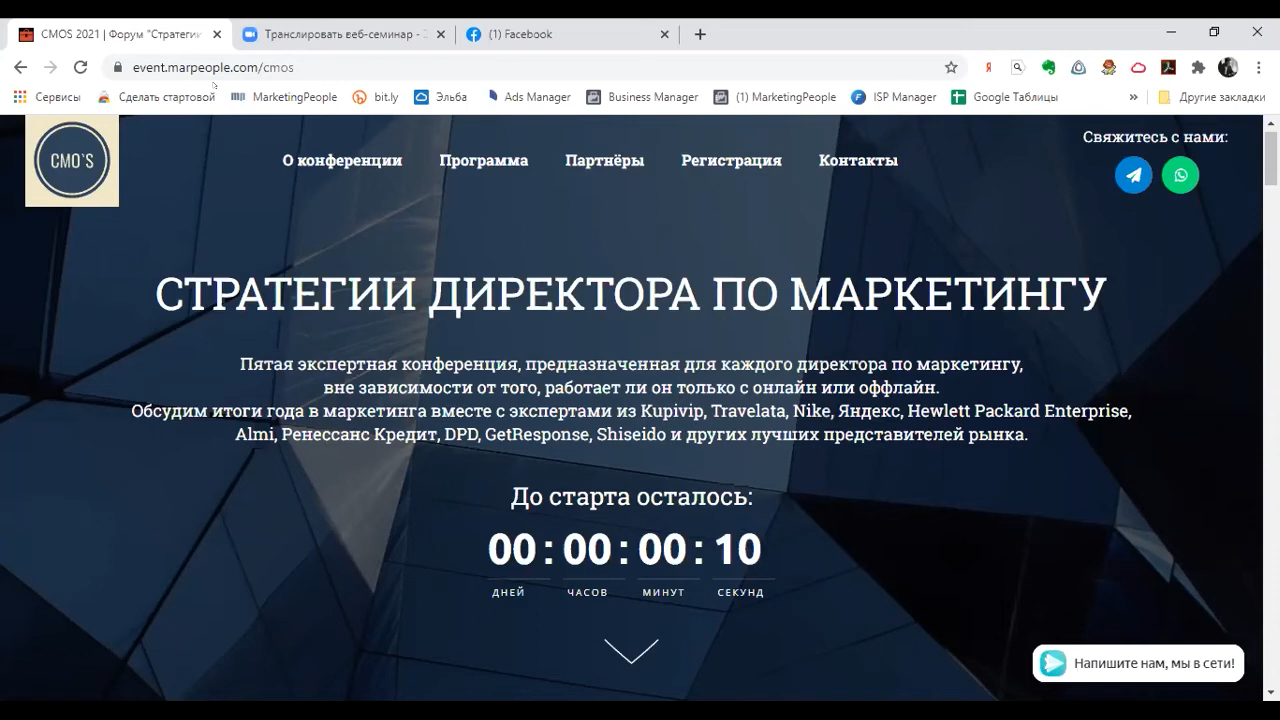 CMOS 2021 | Форум "Стратегии
Транслировать веб-семинар -
(1) Facebook
event.marpeople.com/cmos
Сервисы
Сделать стартовой
MarketingPeople
bit.ly
Эльба
Ads Manager
Business Manager
(1) MarketingPeople
ISP Manager
Google Таблицы
»
Другие закладки
CMO`S
О конференции
Программа
Партнёры
Регистрация
Контакты
Свяжитесь с нами:
СТРАТЕГИИ ДИРЕКТОРА ПО МАРКЕТИНГУ
Пятая экспертная конференция, предназначенная для каждого директора по маркетингу,
вне зависимости от того, работает ли он только с онлайн или оффлайн.
Обсудим итоги года в маркетинга вместе с экспертами из Kupivip, Travelata, Nike, Яндекс, Hewlett Packard Enterprise,
Almi, Ренессанс Кредит, DPD, GetResponse, Shiseido и других лучших представителей рынка.
До старта осталось:
00 : 00 : 00 : 10
ДНЕЙ ЧАСОВ МИНУТ СЕКУНД
Напишите нам, мы в сети!